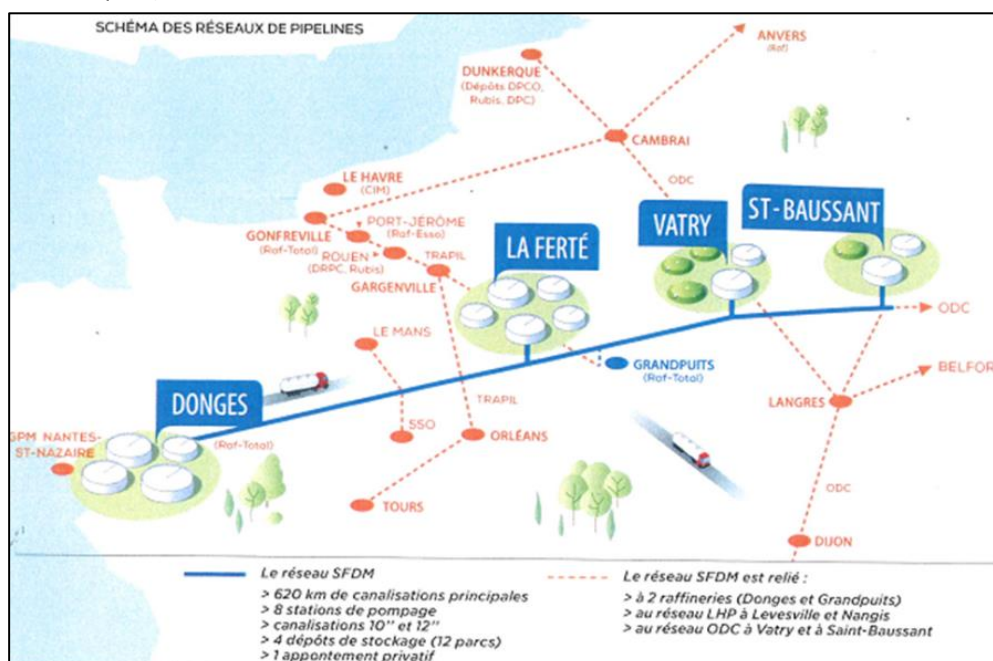 SCHÉMA DES RÉSEAUX DE PIPELINES
ANVERS
(Raf)
DUNKERQUE
(Dépôts DPCO,
Rubis, DPC)
CAMBRAI
ODC
LE HAVRE
(CIM)
GONFREVILLE
(Raf-Total)
PORT-JÉRÔME
(Raf-Esso)
ROUEN
(DRPC, Rubis)
TRAPIL
GARGENVILLE
LA FERTÉ
VATRY
ST-BAUSSANT
ODC
LE MANS
GRANDPUITS
(Raf-Total)
BELFOR
LANGRES
DONGES
(Raf-Total)
TRAPIL
SSO
ORLÉANS
GPM NANTES-
ST-NAZAIRE
TOURS
ODC
DIJON
Le réseau SFDM
> 620 km de canalisations principales
> 8 stations de pompage
> canalisations 10'' et 12''
> 4 dépôts de stockage (12 parcs)
> 1 appontement privatif
Le réseau SFDM est relié :
> à 2 raffineries (Donges et Grandpuits)
> au réseau LHP à Levesville et Nangis
> au réseau ODC à Vatry et à Saint-Baussant